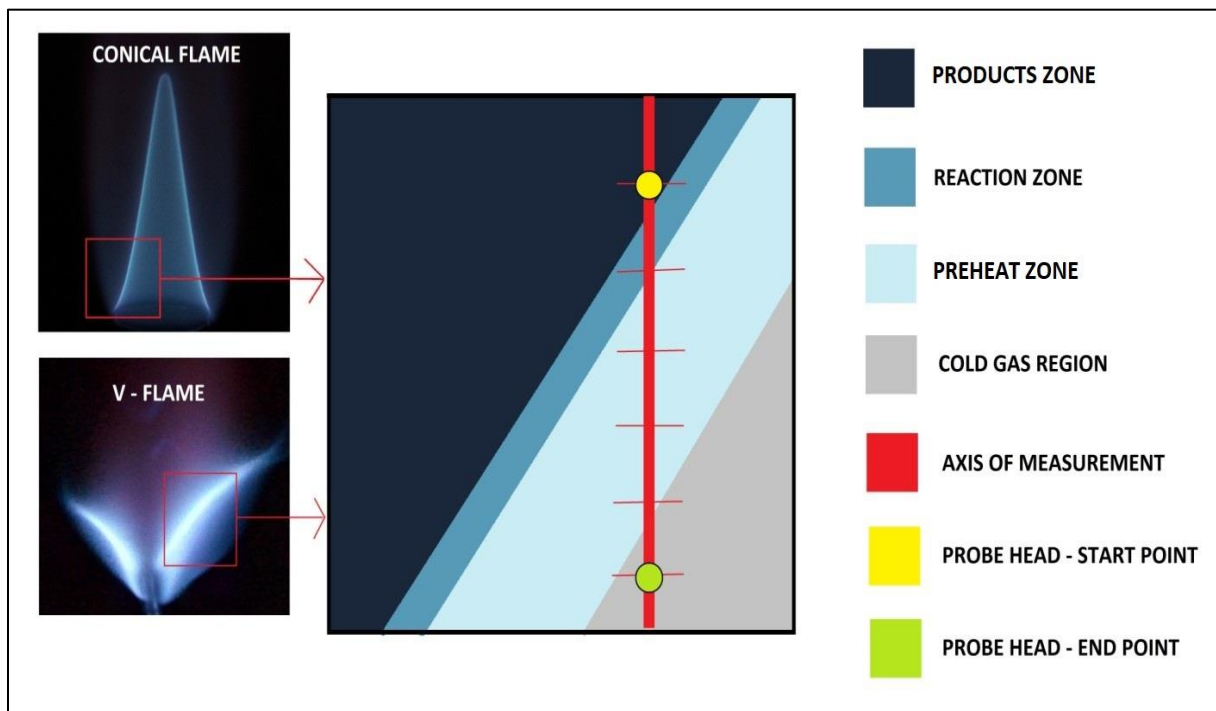 CONICAL FLAME
V - FLAME
PRODUCTS ZONE
REACTION ZONE
PREHEAT ZONE
COLD GAS REGION
AXIS OF MEASUREMENT
PROBE HEAD - START POINT
PROBE HEAD - END POINT